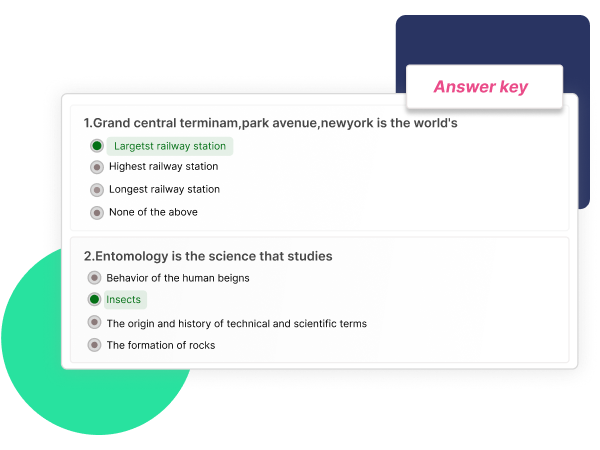 Answer key
1.Grand central terminam,park avenue,newyork is the world's
Largetst railway station
Highest railway station
Longest railway station
None of the above
2.Entomology is the science that studies
Behavior of the human beigns
Insects
The origin and history of technical and scientific terms
The formation of rocks